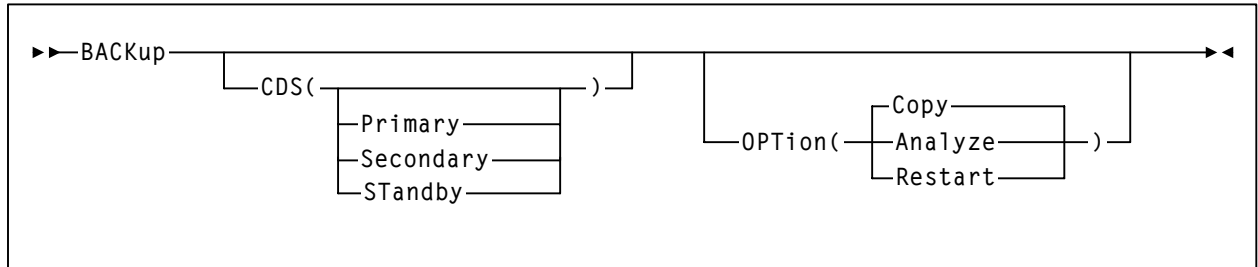 BACKup
CDS(
Primary
Secondary
STandby
)
OPTion(
Copy
Analyze
Restart
)